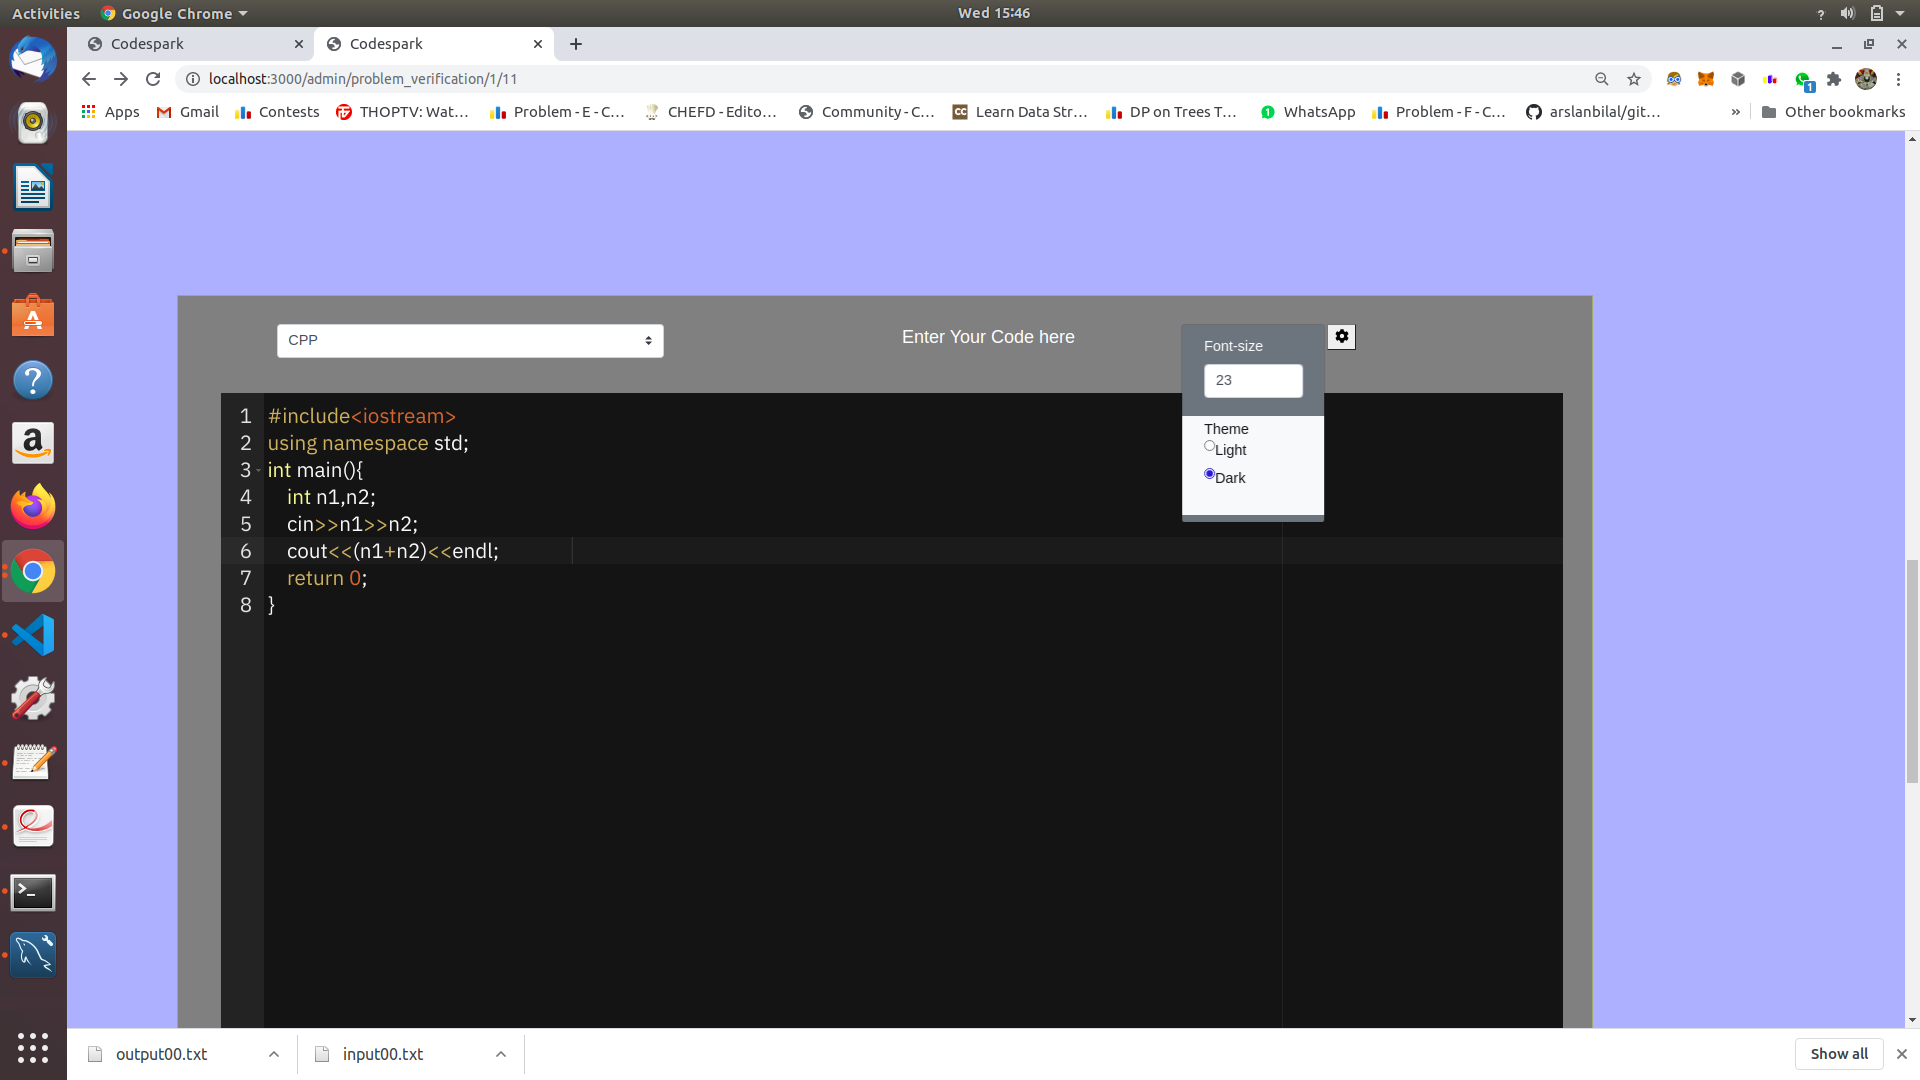 Activities Google Chrome Wed 15:46 ?
Codespark Codespark
localhost:3000/admin/problem_verification/1/11 1
Apps Gmail Contests THOPTV: Wat... Problem - E - C... CHEFD - Edito... Community - C... CC Learn Data Str... DP on Trees T... 1 WhatsApp Problem - F - C... arslanbilal/git... » Other bookmarks
CPP
Enter Your Code here
Font-size
23
Theme
Light
Dark
1 #include<iostream>
2 using namespace std;
3 int main(){
4 int n1,n2;
5 cin>>n1>>n2;
6 cout<<(n1+n2)<<endl;
7 return 0;
8 }
output00.txt input00.txt Show all